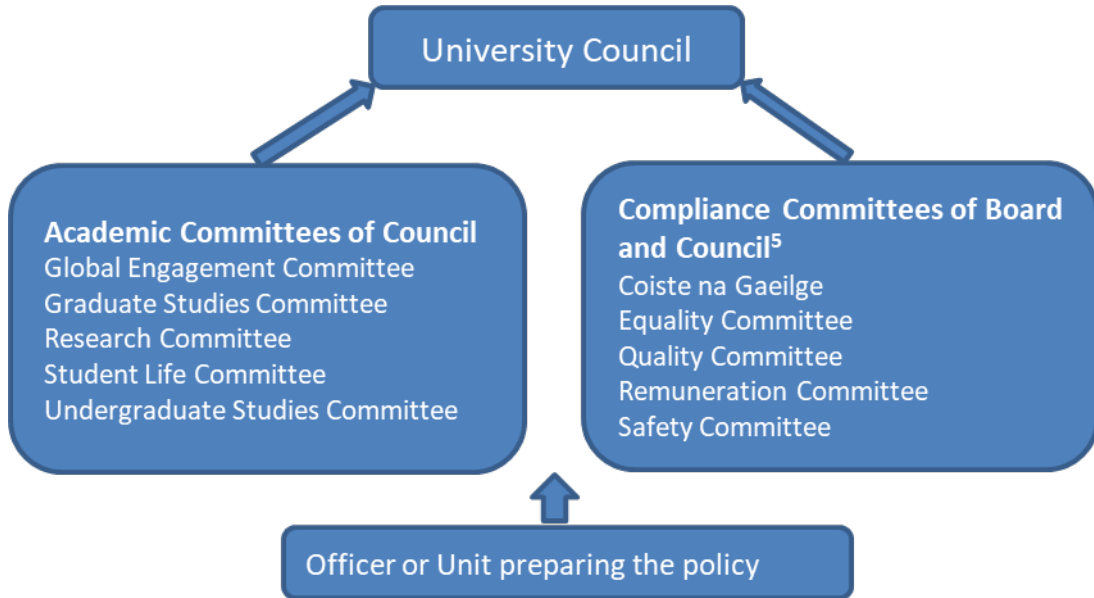 University Council
Academic Committees of Council
Global Engagement Committee
Graduate Studies Committee
Research Committee
Student Life Committee
Undergraduate Studies Committee
Compliance Committees of Board
and Council⁵
Coiste na Gaeilge
Equality Committee
Quality Committee
Remuneration Committee
Safety Committee
Officer or Unit preparing the policy